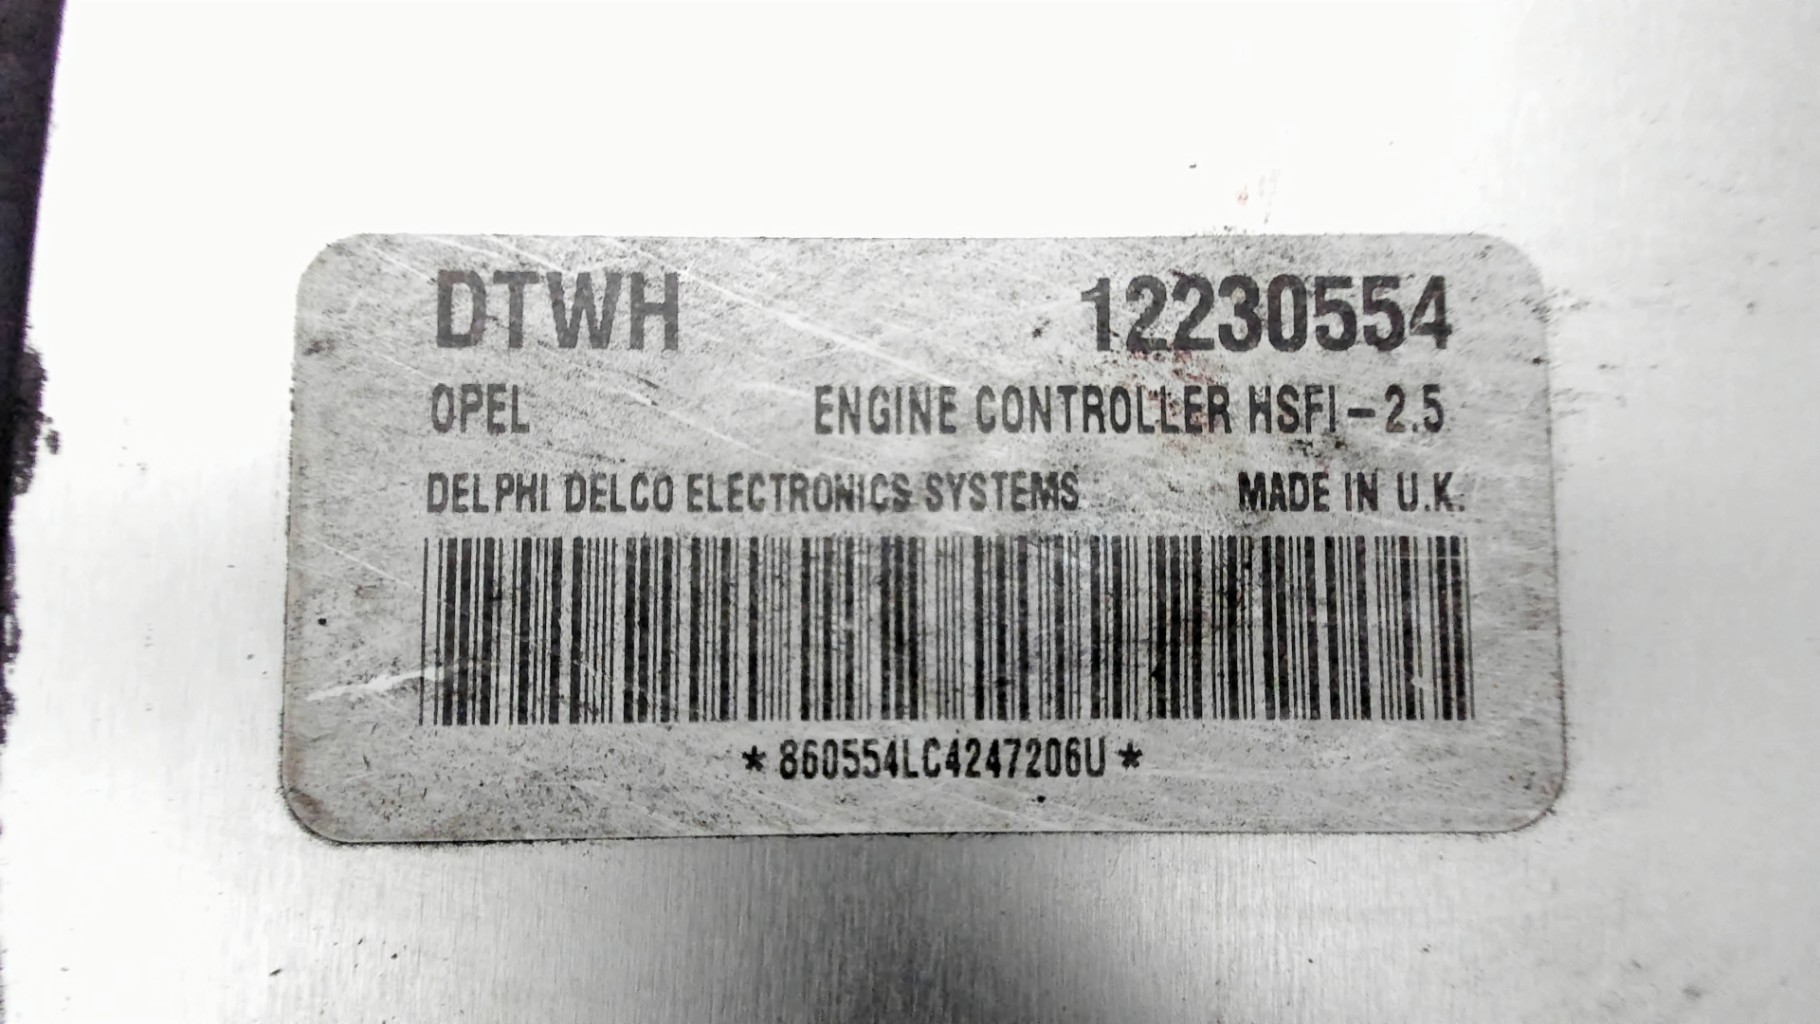 DTWH 12230554
OPEL ENGINE CONTROLLER HSFI-2.5
DELPHI DELCO ELECTRONICS SYSTEMS MADE IN U.K.
*860554LC4247206U*